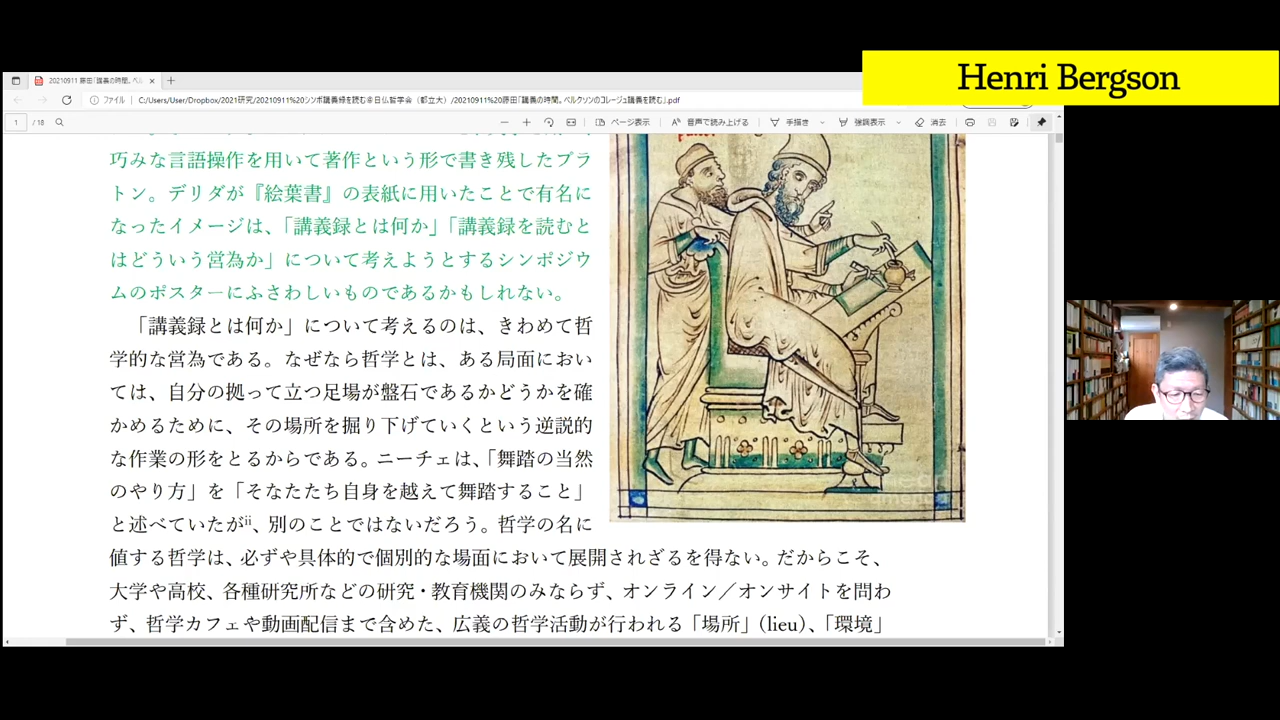 Henri Bergson
20210911 藤田「講義の時間。ベル
ファイル
C:/Users/User/Dropbox/2021研究/20210911%20シンポ講義録を読む@日仏哲学会（都立大）/20210911%20藤田「講義の時間。ベルクソンのコレージュ講義を読む」.pdf
1 / 18
ページ表示
音声で読み上げる
手描き
強調表示
消去
巧みな言語操作を用いて著作という形で書き残したプラ
トン。デリダが『絵葉書』の表紙に用いたことで有名に
なったイメージは、「講義録とは何か」「講義録を読むと
はどういう営為か」について考えようとするシンポジウ
ムのポスターにふさわしいものであるかもしれない。
「講義録とは何か」について考えるのは、きわめて哲
学的な営為である。なぜなら哲学とは、ある局面におい
ては、自分の拠って立つ足場が盤石であるかどうかを確
かめるために、その場所を掘り下げていくという逆説的
な作業の形をとるからである。ニーチェは、「舞踏の当然
のやり方」を「そなたたち自身を越えて舞踏すること」
と述べていたがii、別のことではないだろう。哲学の名に
値する哲学は、必ずや具体的で個別的な場面において展開されざるを得ない。だからこそ、
大学や高校、各種研究所などの研究・教育機関のみならず、オンライン／オンサイトを問わ
ず、哲学カフェや動画配信まで含めた、広義の哲学活動が行われる「場所」（lieu）、「環境」